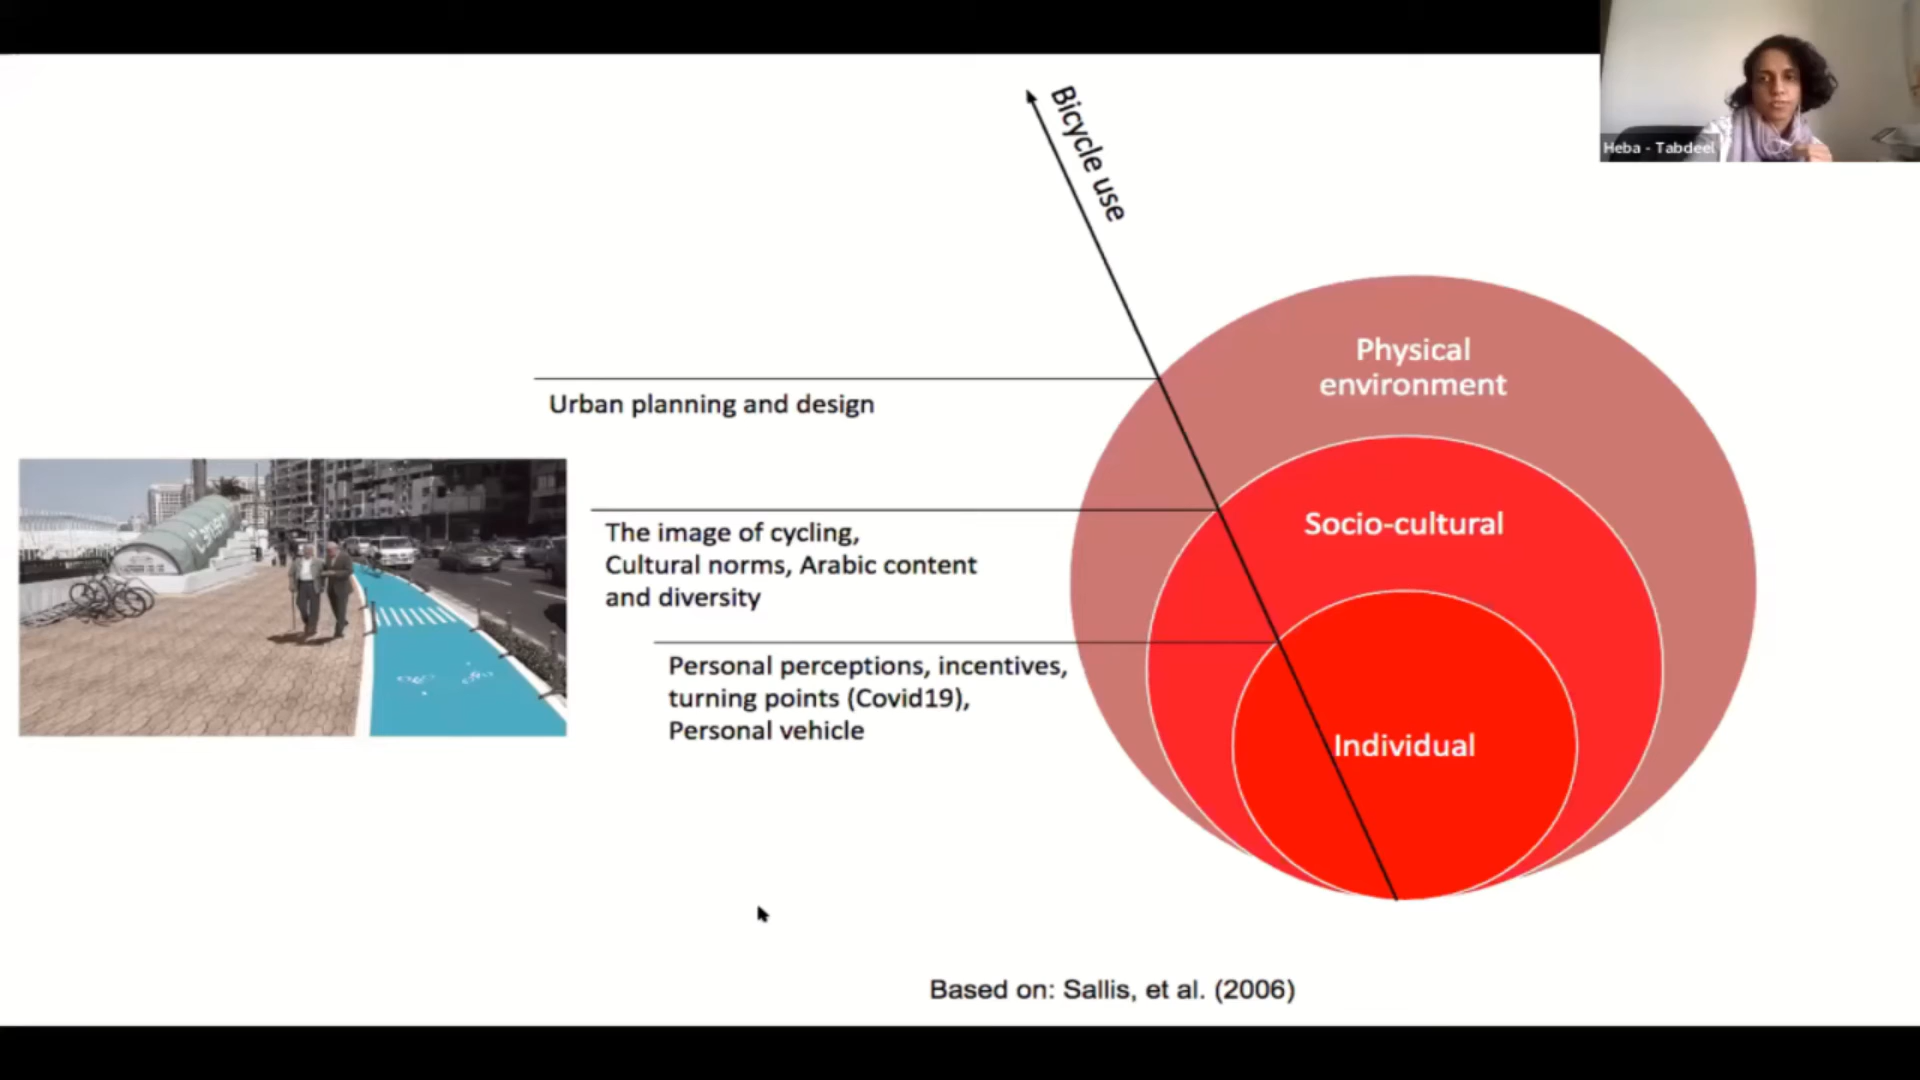 Heba - Tabdeel
Bicycle use
Physical
environment
Urban planning and design
Socio-cultural
The image of cycling,
Cultural norms, Arabic content
and diversity
Personal perceptions, incentives,
turning points (Covid19),
Personal vehicle
Individual
Based on: Sallis, et al. (2006)